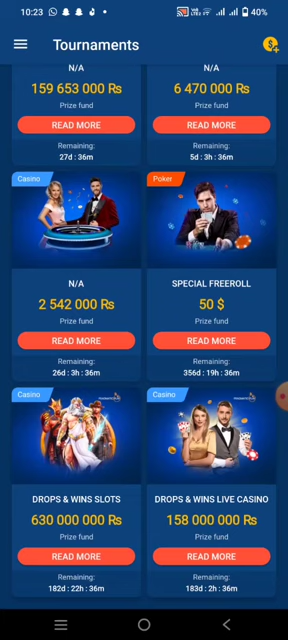 10:23
40%
Tournaments
N/A
159 653 000 ₨
Prize fund
READ MORE
Remaining:
27d : 36m
N/A
6 470 000 ₨
Prize fund
READ MORE
Remaining:
5d : 3h : 36m
Casino
N/A
2 542 000 ₨
Prize fund
READ MORE
Remaining:
26d : 3h : 36m
Poker
SPECIAL FREEROLL
50 $
Prize fund
READ MORE
Remaining:
356d : 19h : 36m
Casino
DROPS & WINS SLOTS
630 000 000 ₨
Prize fund
READ MORE
Remaining:
182d : 22h : 36m
Casino
DROPS & WINS LIVE CASINO
158 000 000 ₨
Prize fund
READ MORE
Remaining:
183d : 2h : 36m